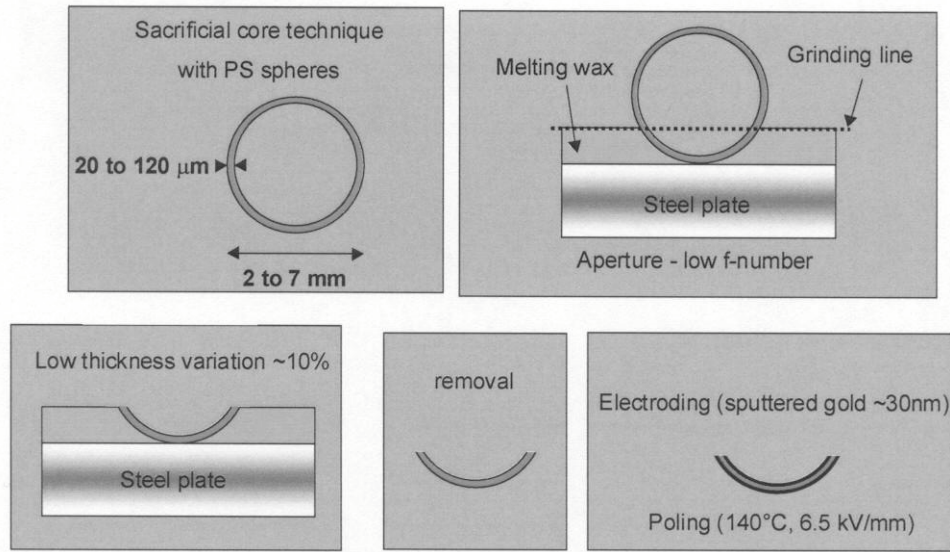 Sacrificial core technique
with PS spheres
20 to 120 μm
2 to 7 mm
Melting wax
Grinding line
Steel plate
Aperture - low f-number
Low thickness variation ~10%
Steel plate
removal
Electroding (sputtered gold ~30nm)
Poling (140°C, 6.5 kV/mm)